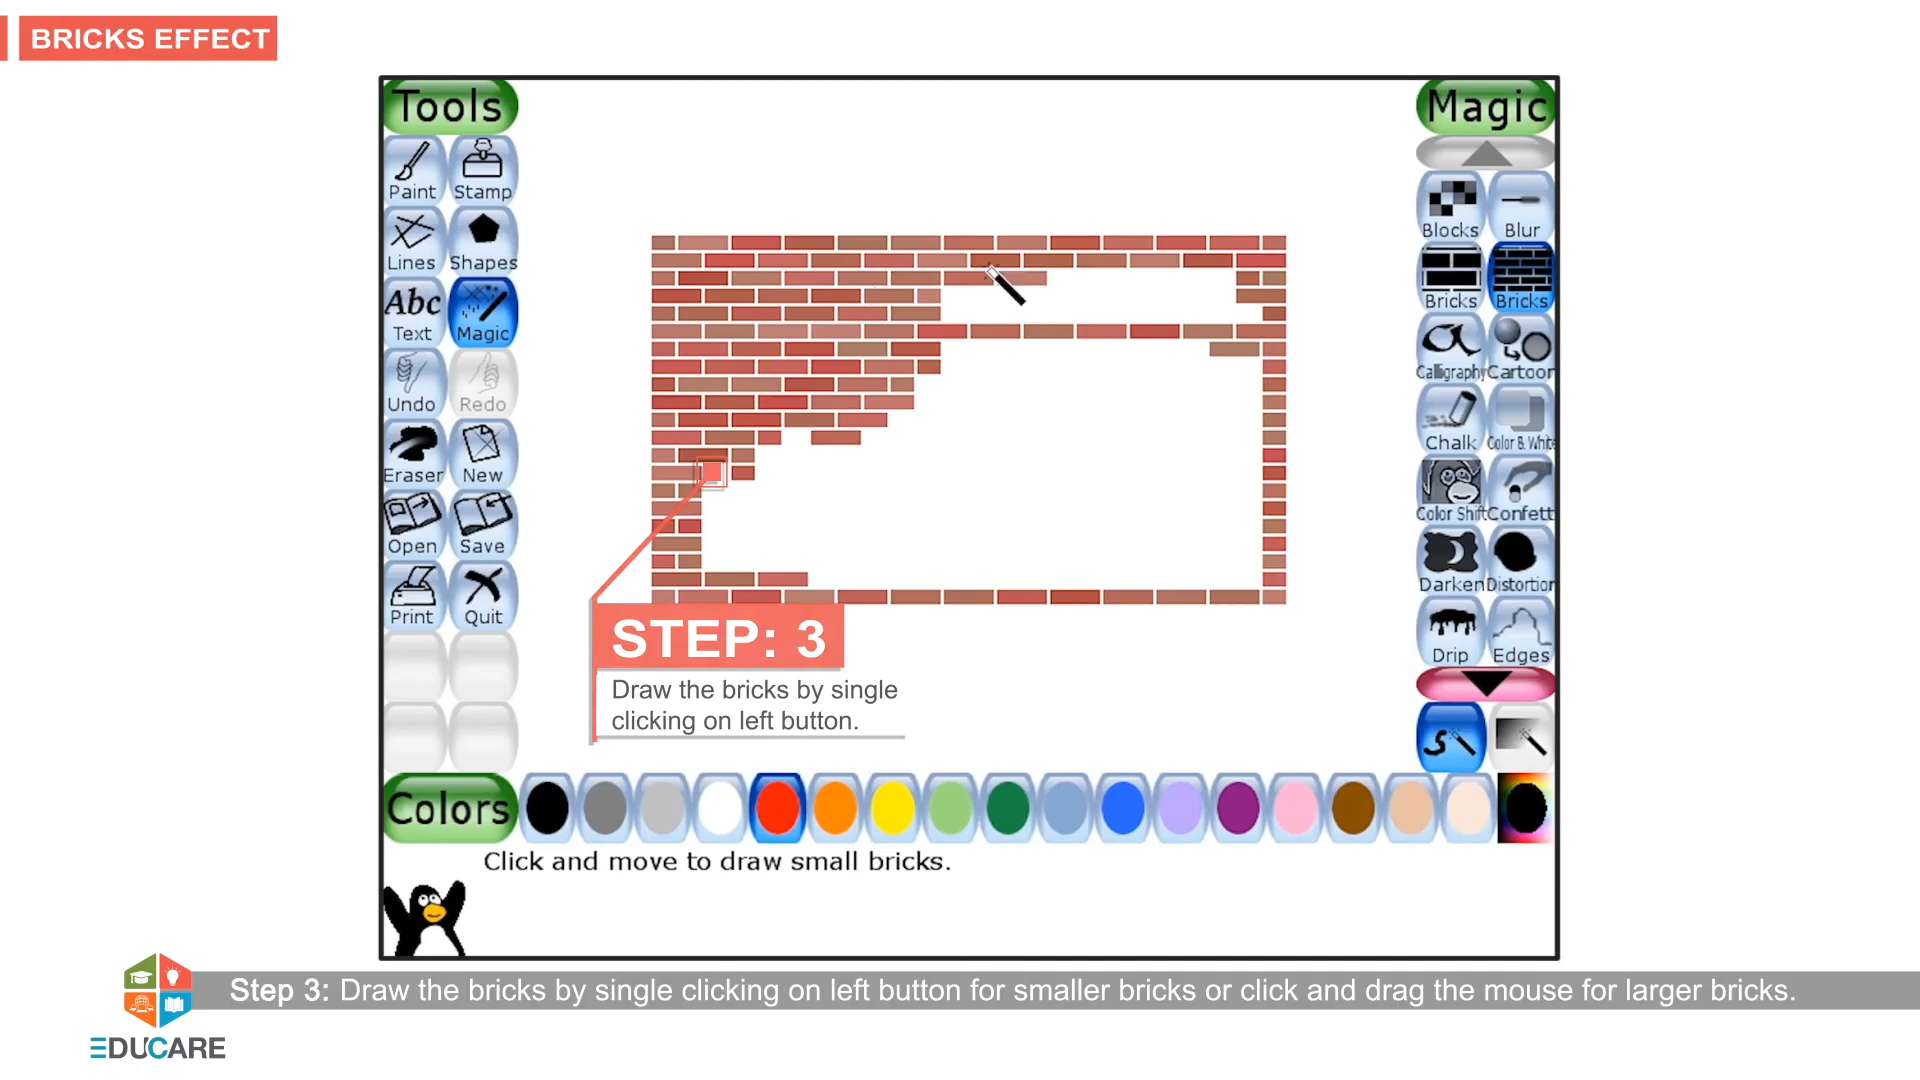 BRICKS EFFECT
Tools
Magic
Paint
Stamp
Blocks
Blur
Lines
Shapes
Bricks
Bricks
Abc
Text
Magic
Calligraphy
Cartoon
Undo
Redo
Chalk
Color & White
Eraser
New
Color Shift
Confett
Open
Save
Darken
Distortion
Print
Quit
Drip
Edges
STEP: 3
Draw the bricks by single
clicking on left button.
Colors
Click and move to draw small bricks.
Step 3: Draw the bricks by single clicking on left button for smaller bricks or click and drag the mouse for larger bricks.
EDUCARE